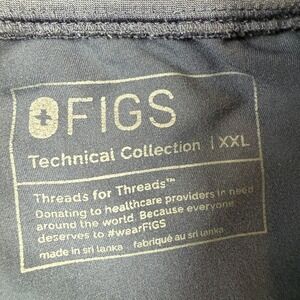 FIGS
Technical Collection | XXL
Threads for Threads™
Donating to healthcare providers in need
around the world. Because everyone
deserves to #wearFIGS
made in sri lanka fabriqué au sri lanka